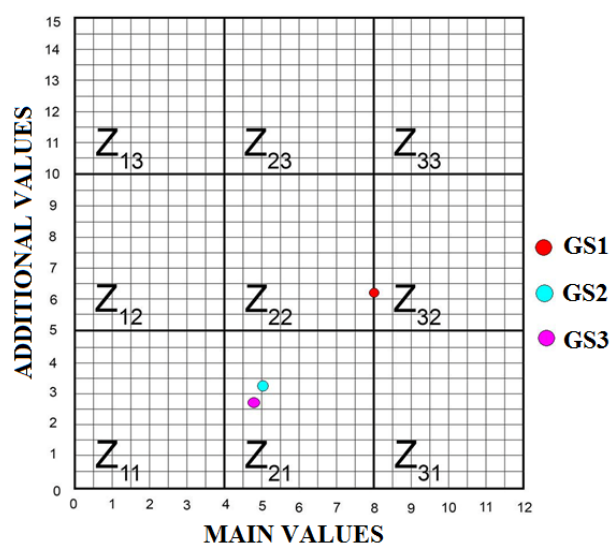 ADDITIONAL VALUES
15
14
13
12
11
10
9
8
7
6
5
4
3
2
1
0
Z13 Z23 Z33
Z12 Z22 Z32
Z11 Z21 Z31
0 1 2 3 4 5 6 7 8 9 10 11 12
MAIN VALUES
GS1
GS2
GS3